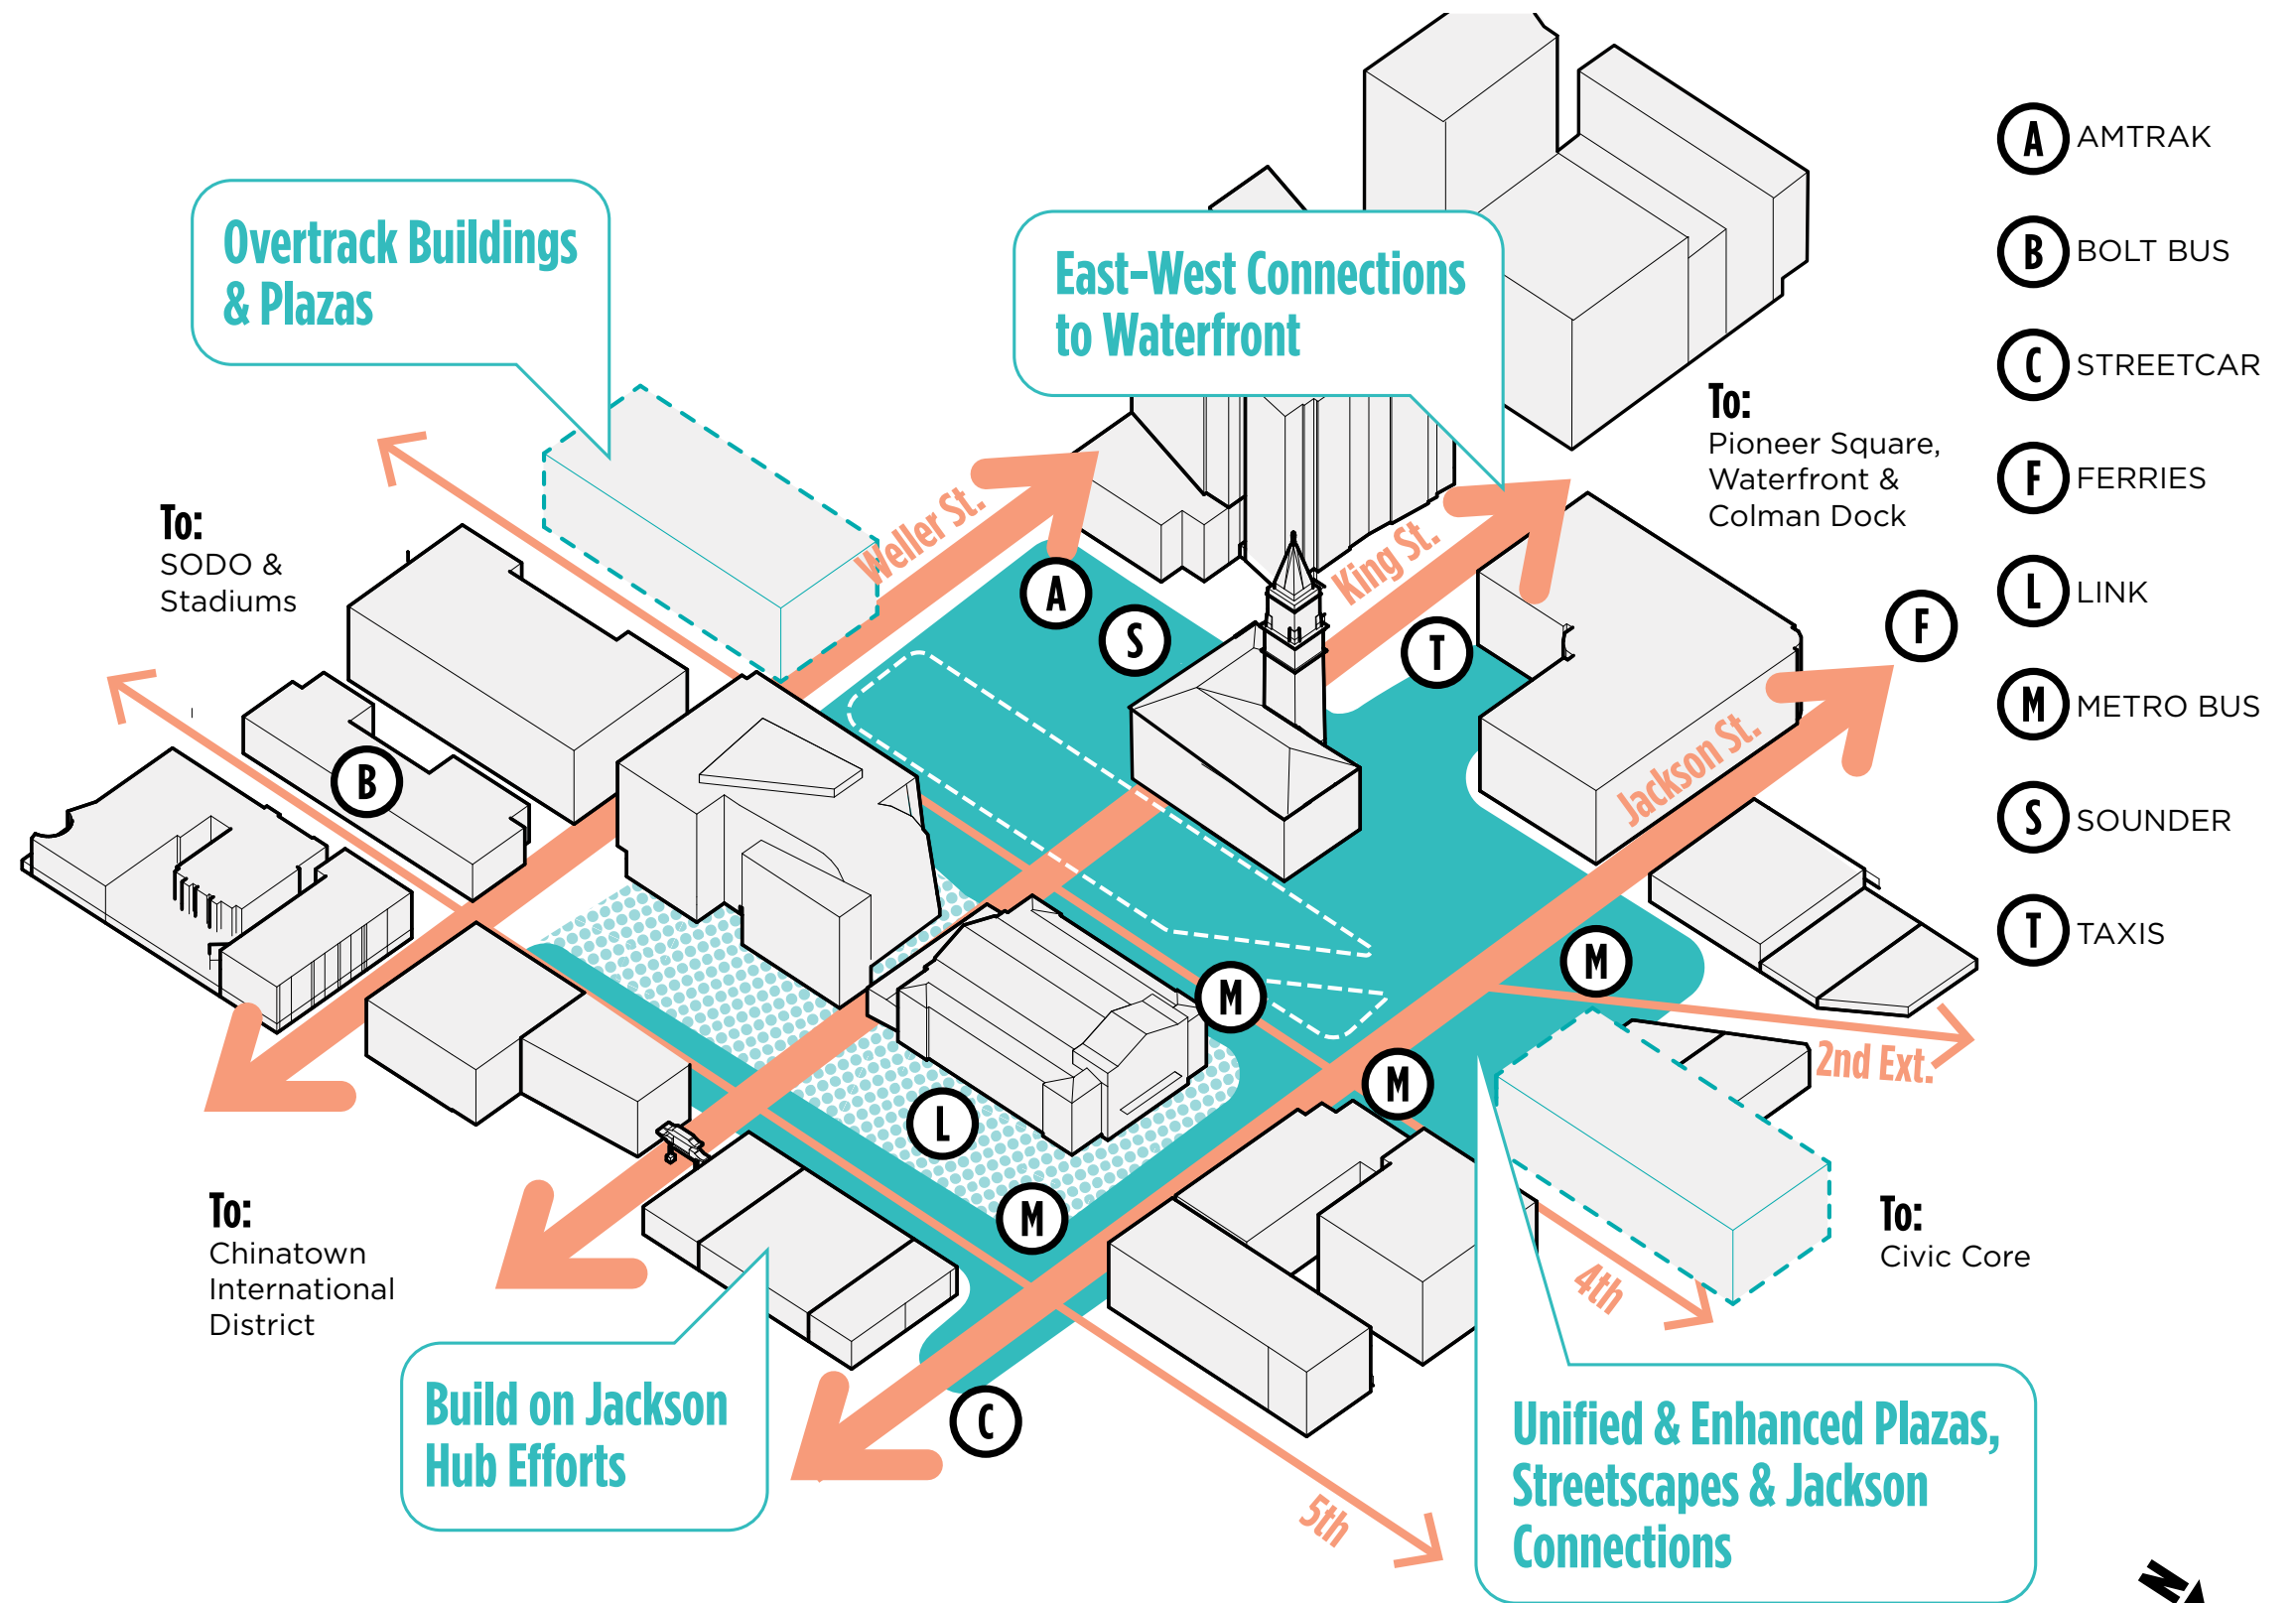 Overtrack Buildings
& Plazas
East-West Connections
to Waterfront
A AMTRAK
B BOLT BUS
C STREETCAR
F FERRIES
L LINK
M METRO BUS
S SOUNDER
T TAXIS
To:
Pioneer Square,
Waterfront &
Colman Dock
To:
SODO &
Stadiums
Weller St.
King St.
Jackson St.
A
S
T
F
B
M
M
M
L
M
C
2nd Ext.
4th
5th
To:
Chinatown
International
District
To:
Civic Core
Build on Jackson
Hub Efforts
Unified & Enhanced Plazas,
Streetscapes & Jackson
Connections
N